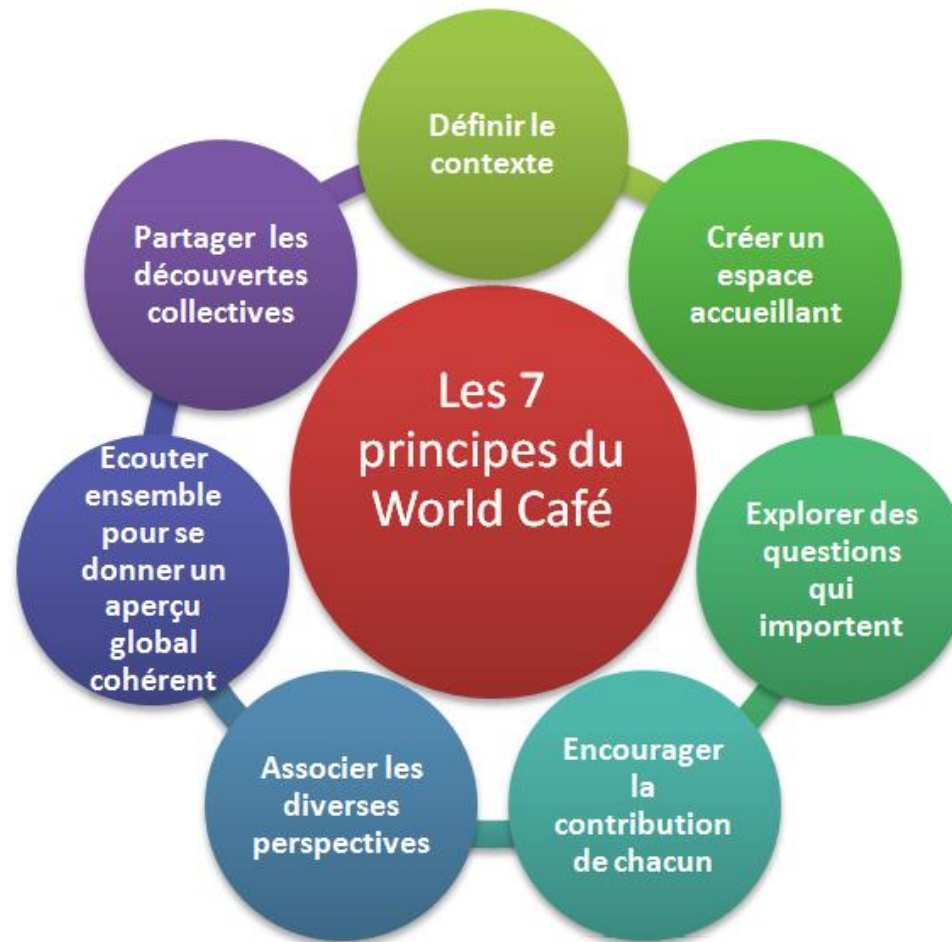 Les 7
principes du
World Café
Définir le
contexte
Créer un
espace
accueillant
Explorer des
questions
qui
importent
Encourager
la
contribution
de chacun
Associer les
diverses
perspectives
Ecouter
ensemble
pour se
donner un
aperçu
global
cohérent
Partager les
découvertes
collectives